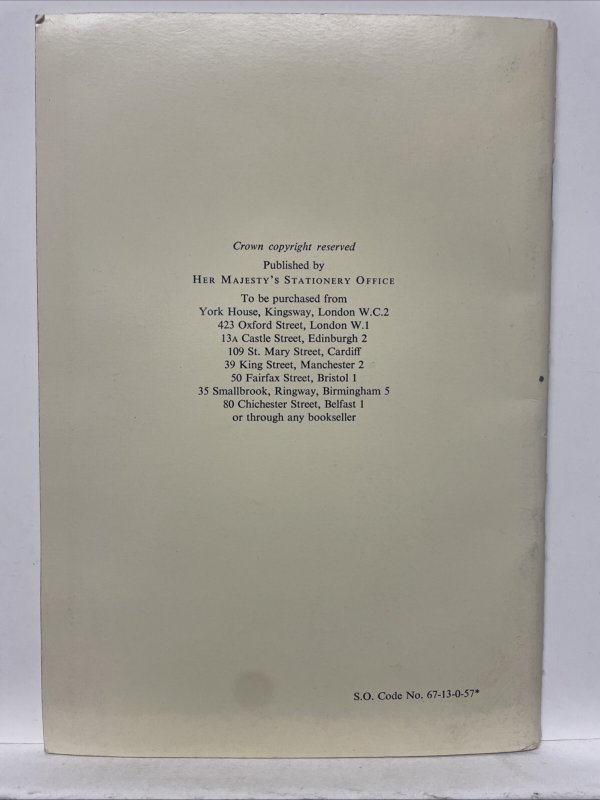 Crown copyright reserved
Published by
HER MAJESTY'S STATIONERY OFFICE
To be purchased from
York House, Kingsway, London W.C.2
423 Oxford Street, London W.1
13A Castle Street, Edinburgh 2
109 St. Mary Street, Cardiff
39 King Street, Manchester 2
50 Fairfax Street, Bristol 1
35 Smallbrook, Ringway, Birmingham 5
80 Chichester Street, Belfast 1
or through any bookseller
S.O. Code No. 67-13-0-57*